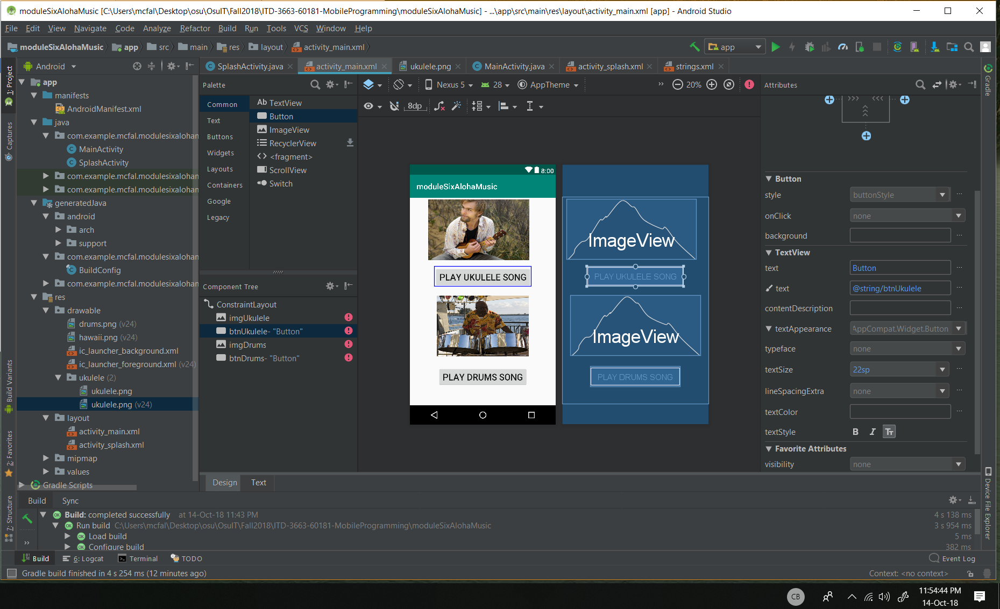 moduleSixAlohaMusic [C:\Users\mcfal\Desktop\osu\OsuIT\Fall2018\ITD-3663-60181-MobileProgramming\moduleSixAlohaMusic] - ...\app\src\main\res\layout\activity_main.xml [app] - Android Studio
File Edit View Navigate Code Analyze Refactor Build Run Tools VCS Window Help
moduleSixAlohaMusic app src main res layout activity_main.xml app
1: Project
Captures
Build Variants
2: Favorites
7: Structure
Android
app
manifests
AndroidManifest.xml
java
com.example.mcfal.modulesixalohan
MainActivity
SplashActivity
com.example.mcfal.modulesixalohan
com.example.mcfal.modulesixalohan
generatedJava
android
arch
support
com.example.mcfal.modulesixalohan
BuildConfig
com.example.mcfal.modulesixalohan
res
drawable
drums.png (v24)
hawaii.png (v24)
ic_launcher_background.xml
ic_launcher_foreground.xml (v24)
ukulele (2)
ukulele.png
ukulele.png (v24)
layout
activity_main.xml
activity_splash.xml
mipmap
values
Gradle Scripts
SplashActivity.java activity_main.xml ukulele.png MainActivity.java activity_splash.xml strings.xml
Palette
Common
Text
Buttons
Widgets
Layouts
Containers
Google
Legacy
Ab TextView
Button
ImageView
RecyclerView
<fragment>
ScrollView
Switch
Component Tree
ConstraintLayout
imgUkulele
btnUkulele- "Button"
imgDrums
btnDrums- "Button"
Nexus 5 28 AppTheme 20%
8dp
8:00
moduleSixAlohaMusic
PLAY UKULELE SONG
PLAY DRUMS SONG
ImageView
PLAY UKULELE SONG
ImageView
PLAY DRUMS SONG
Design Text
Attributes
Button
style buttonStyle
onClick none
background
TextView
text Button
text @string/btnUkulele
contentDescription
textAppearance AppCompat.Widget.Button
typeface none
textSize 22sp
lineSpacingExtra none
textColor
textStyle B I Tт
Favorite Attributes
visibility none
Gradle
Device File Explorer
Build Sync
Build: completed successfully at 14-Oct-18 11:43 PM 4 s 138 ms
Run build C:\Users\mcfal\Desktop\osu\OsuIT\Fall2018\ITD-3663-60181-MobileProgramming\moduleSixAlohaMusic 3 s 954 ms
Load build 5 ms
Configure build 382 ms
Build 6: Logcat Terminal TODO Event Log
Gradle build finished in 4 s 254 ms (12 minutes ago) Context: <no context>
CB
11:54:44 PM
14-Oct-18